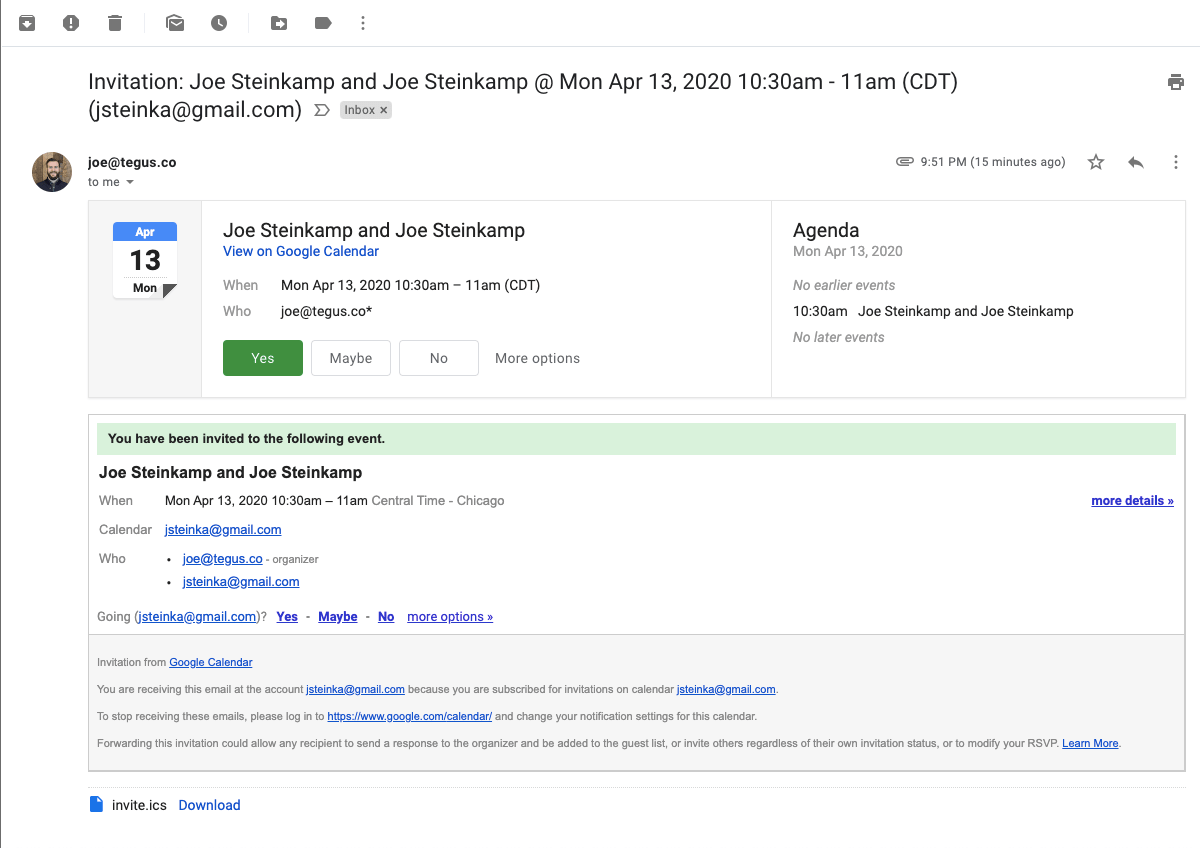 Invitation: Joe Steinkamp and Joe Steinkamp @ Mon Apr 13, 2020 10:30am - 11am (CDT)
(jsteinka@gmail.com) Inbox ×
joe@tegus.co
9:51 PM (15 minutes ago)
to me
Apr
13
Mon
Joe Steinkamp and Joe Steinkamp
View on Google Calendar
When Mon Apr 13, 2020 10:30am – 11am (CDT)
Who joe@tegus.co*
Yes Maybe No More options
Agenda
Mon Apr 13, 2020
No earlier events
10:30am Joe Steinkamp and Joe Steinkamp
No later events
You have been invited to the following event.
Joe Steinkamp and Joe Steinkamp
When Mon Apr 13, 2020 10:30am – 11am Central Time - Chicago
more details »
Calendar jsteinka@gmail.com
Who • joe@tegus.co - organizer
• jsteinka@gmail.com
Going (jsteinka@gmail.com)? Yes - Maybe - No more options »
Invitation from Google Calendar
You are receiving this email at the account jsteinka@gmail.com because you are subscribed for invitations on calendar jsteinka@gmail.com.
To stop receiving these emails, please log in to https://www.google.com/calendar/ and change your notification settings for this calendar.
Forwarding this invitation could allow any recipient to send a response to the organizer and be added to the guest list, or invite others regardless of their own invitation status, or to modify your RSVP. Learn More.
invite.ics Download